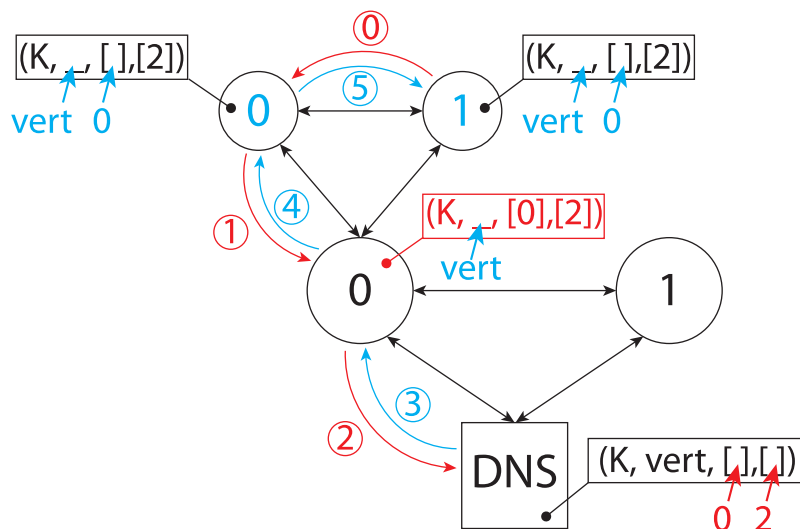 ⓪
(K, _, [ ],[2])
(K, _, [ ],[2])
vert 0
0
⑤
1
vert 0
①
④
(K, _, [0],[2])
vert
0
1
②
③
DNS
(K, vert, [ ],[ ])
0 2